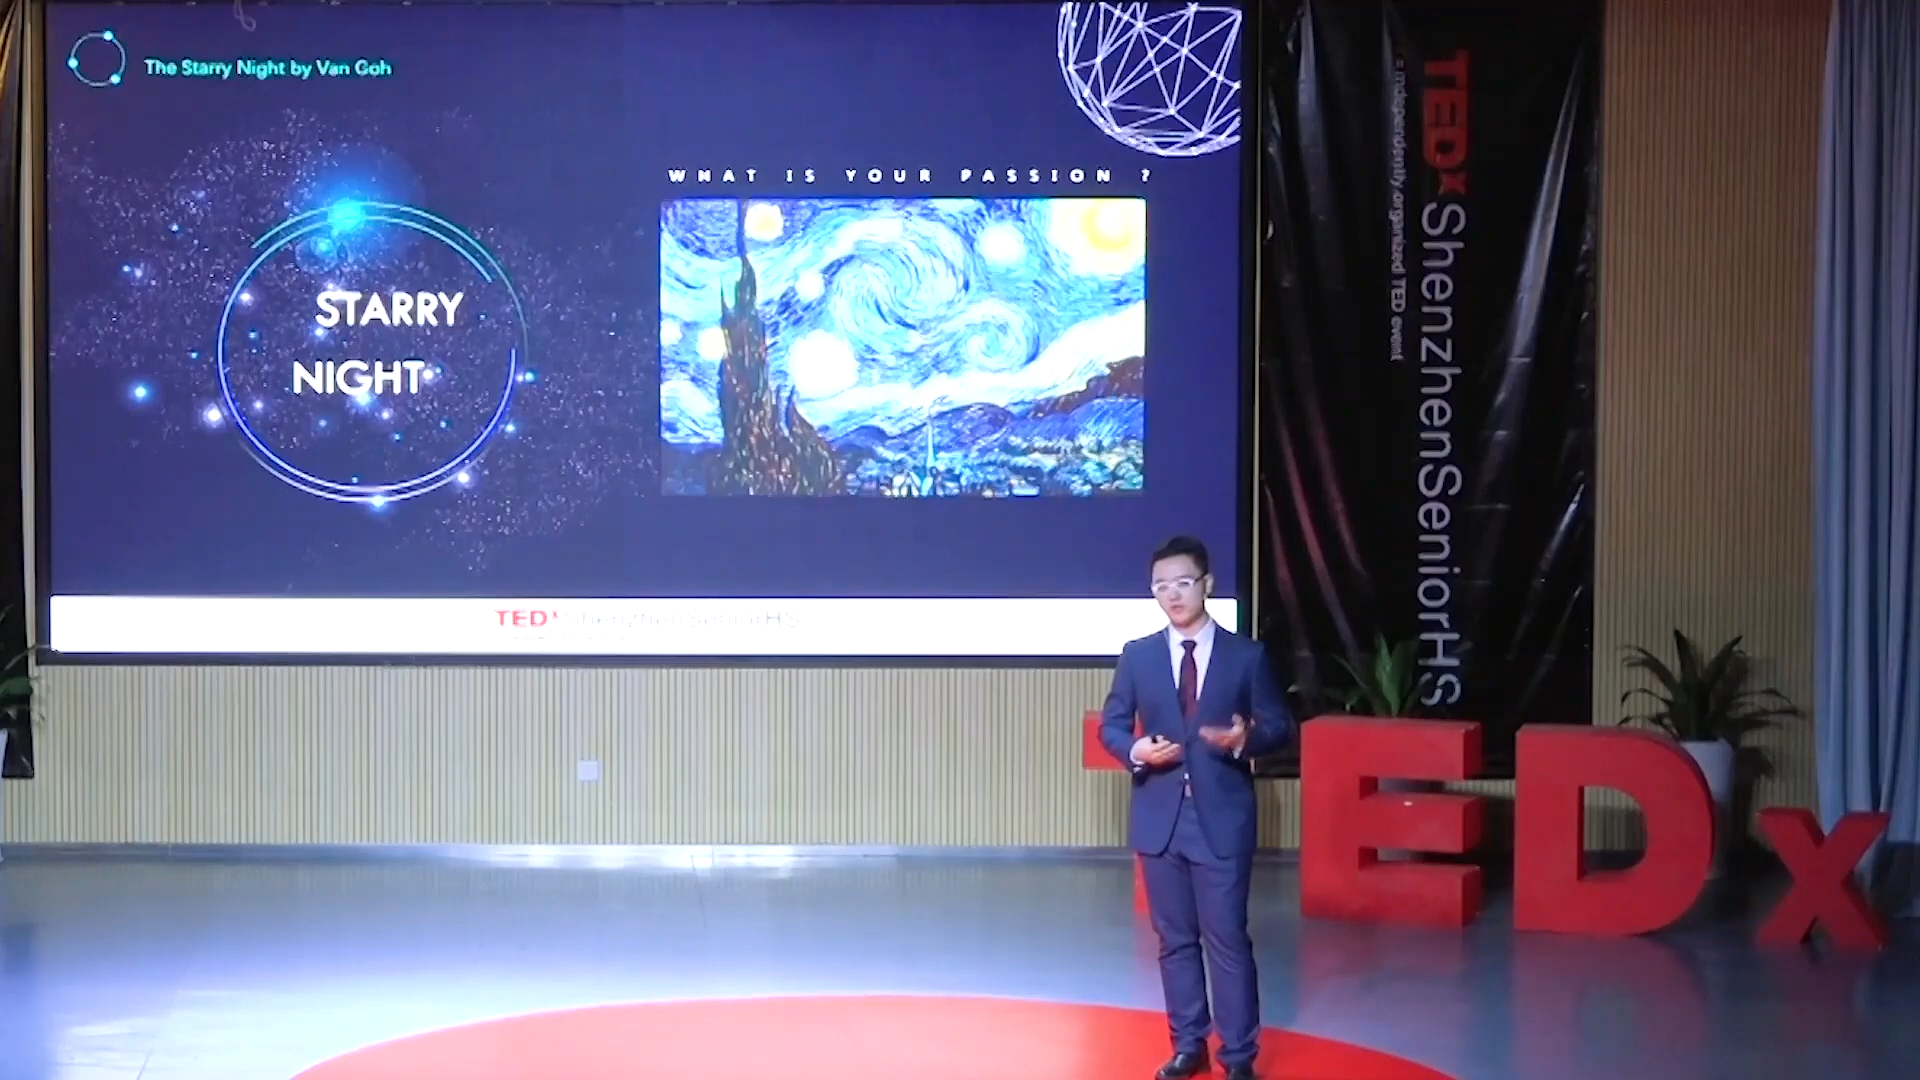 The Starry Night by Van Goh
WHAT IS YOUR PASSION ?
STARRY
NIGHT
TEDx ShenzhenSeniorHS
TEDxShenzhenSeniorHS
x = independently organized TED event
TEDx